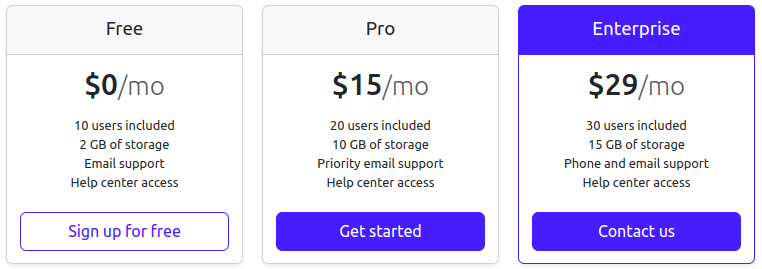 Free
$0/mo
10 users included
2 GB of storage
Email support
Help center access
Sign up for free
Pro
$15/mo
20 users included
10 GB of storage
Priority email support
Help center access
Get started
Enterprise
$29/mo
30 users included
15 GB of storage
Phone and email support
Help center access
Contact us